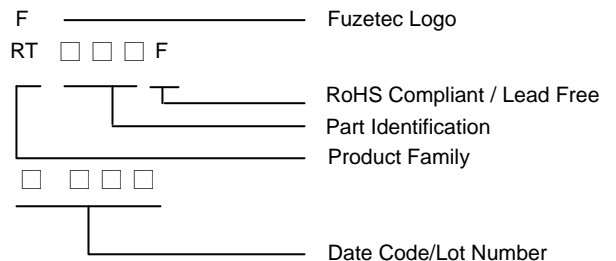 F Fuzetec Logo
RT □ □ □ F
RoHS Compliant / Lead Free
Part Identification
Product Family
□ □ □ □
Date Code/Lot Number